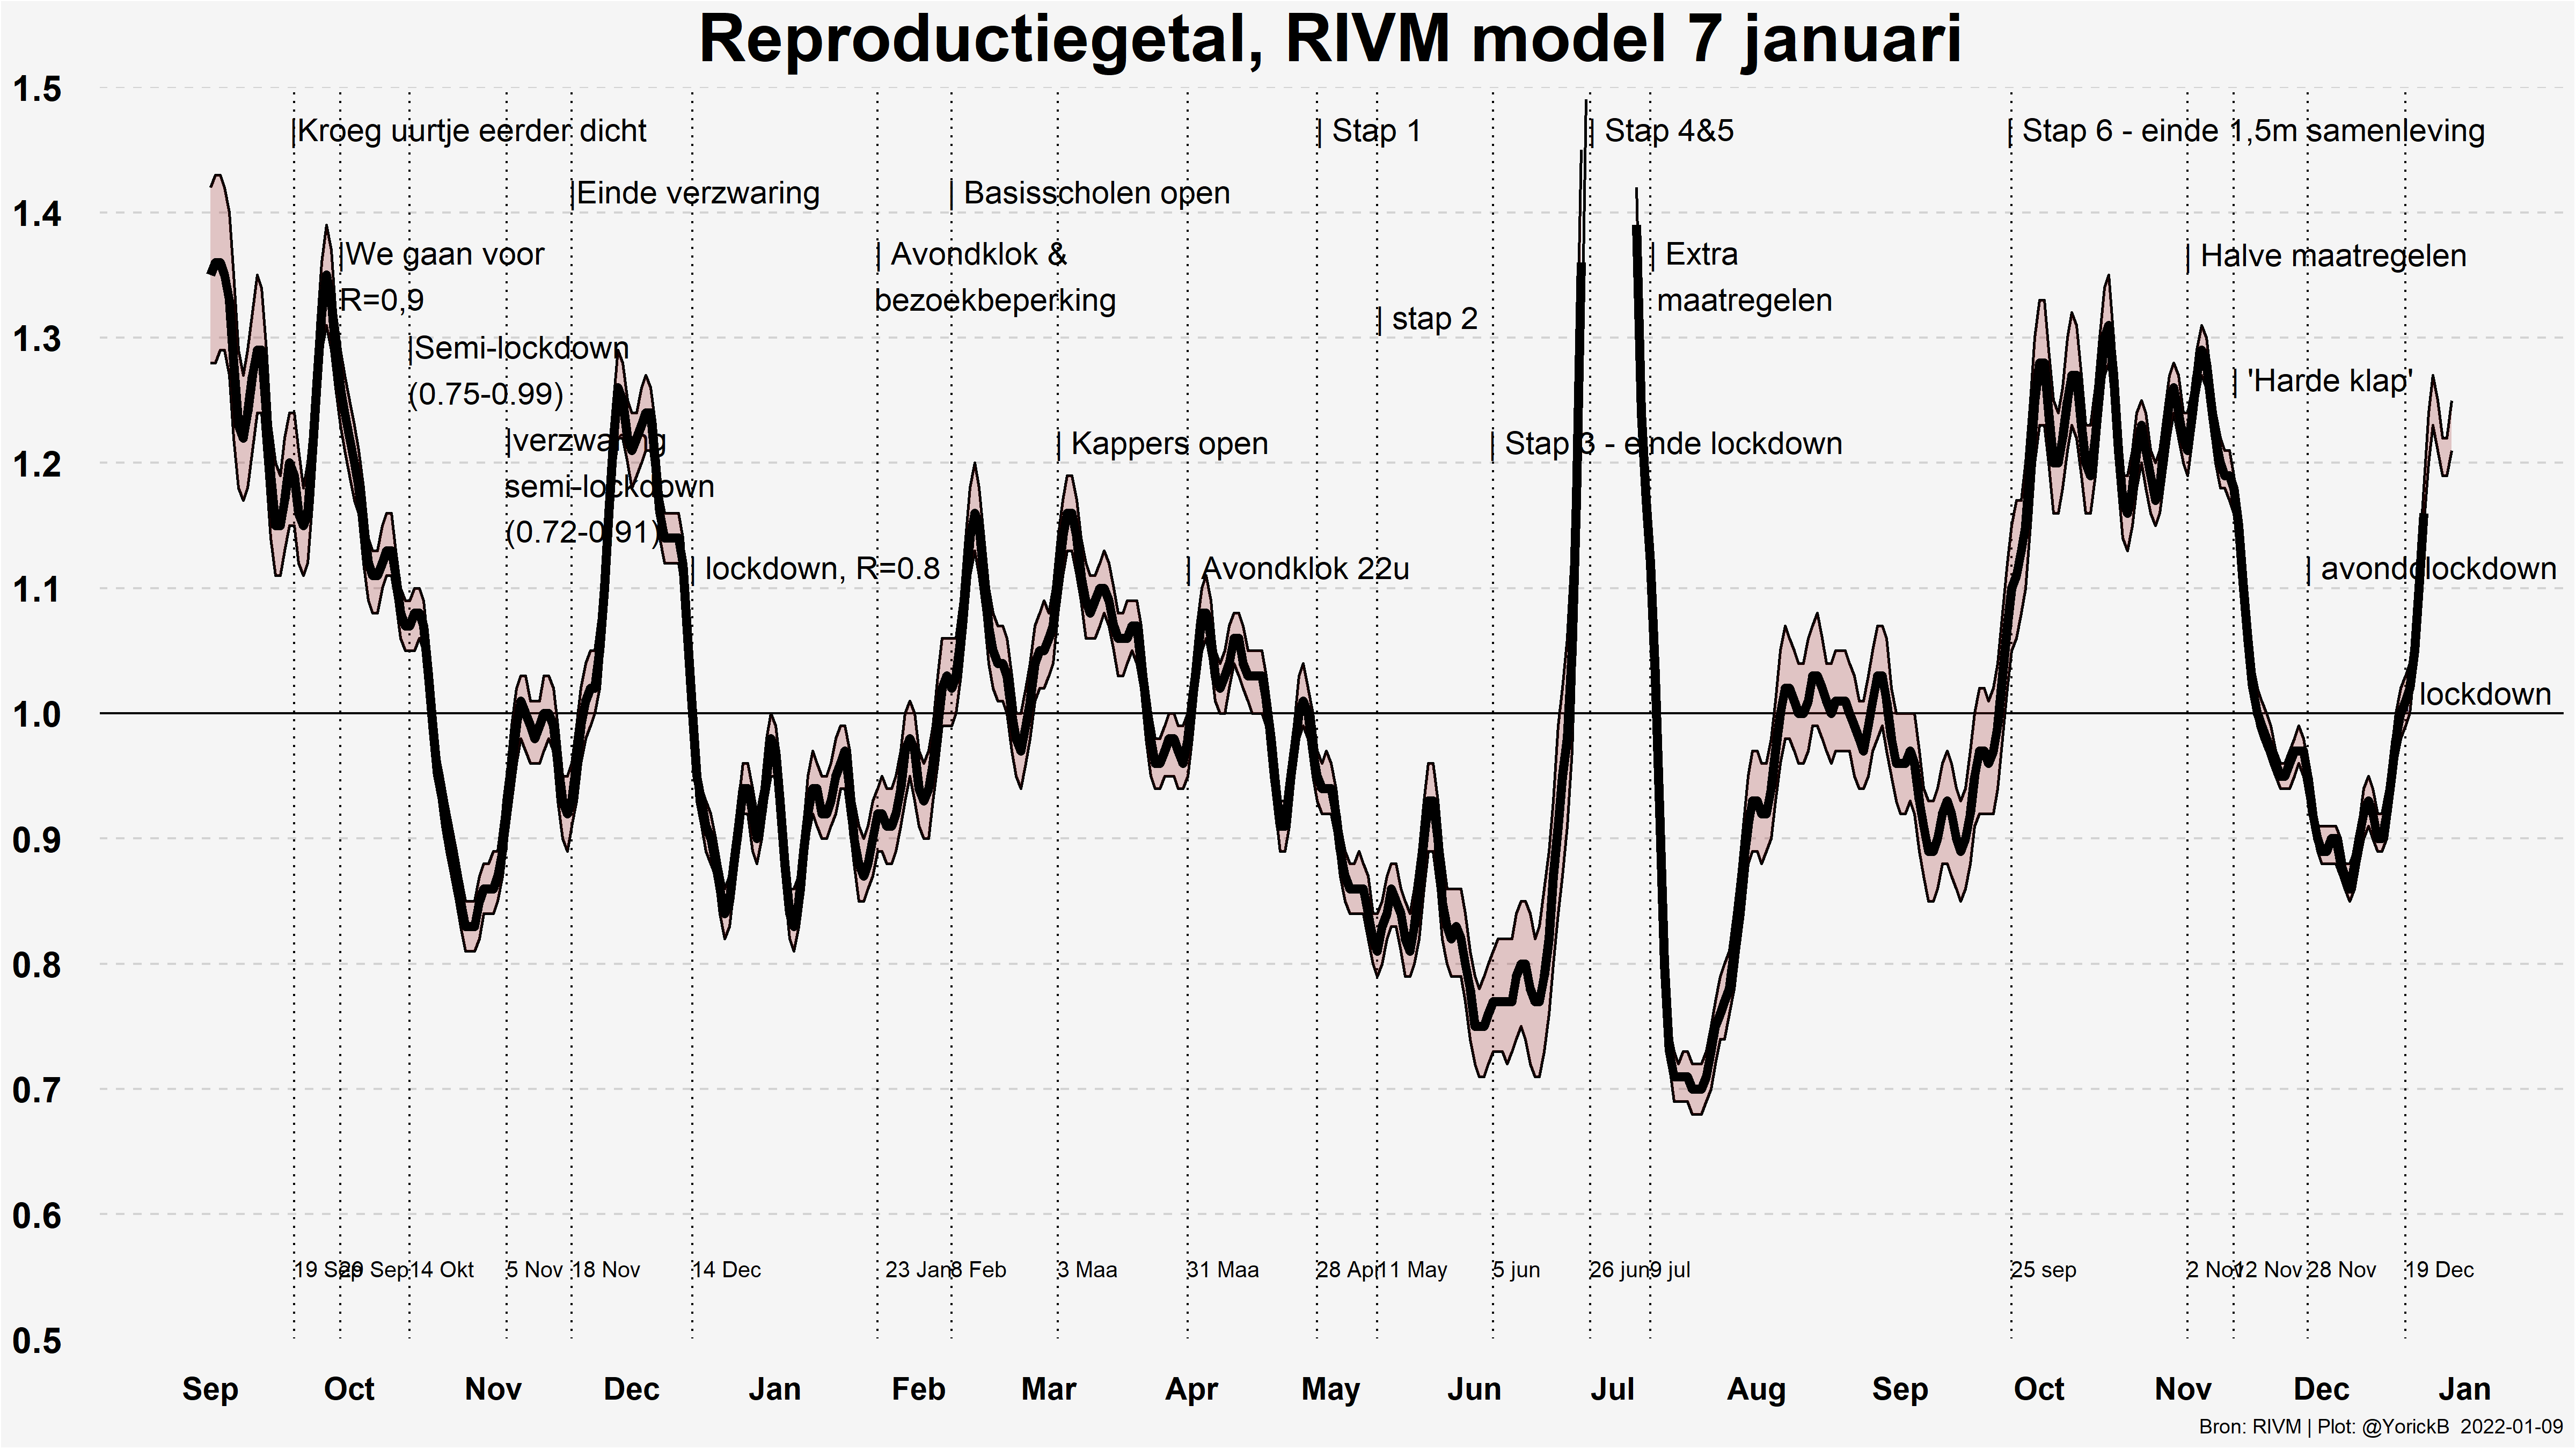 Reproductiegetal, RIVM model 7 januari
1.5
1.4
1.3
1.2
1.1
1.0
0.9
0.8
0.7
0.6
0.5
|Kroeg uurtje eerder dicht
| Stap 1
| Stap 4&5
| Stap 6 - einde 1,5m samenleving
|Einde verzwaring
| Basisscholen open
|We gaan voor
R=0,9
| Avondklok &
bezoekbeperking
| Extra
maatregelen
| Halve maatregelen
| stap 2
|Semi-lockdown
(0.75-0.99)
| 'Harde klap'
|verzwaring
semi-lockdown
(0.72-0.91)
| Kappers open
| Stap 3 - einde lockdown
| lockdown, R=0.8
| Avondklok 22u
| avondclockdown
lockdown
19 Sep
29 Sep
14 Okt
5 Nov
18 Nov
14 Dec
23 Jan
8 Feb
3 Maa
31 Maa
28 Apr
11 May
5 jun
26 jun
9 jul
25 sep
2 Nov
12 Nov
28 Nov
19 Dec
Sep Oct Nov Dec Jan Feb Mar Apr May Jun Jul Aug Sep Oct Nov Dec Jan
Bron: RIVM | Plot: @YorickB 2022-01-09